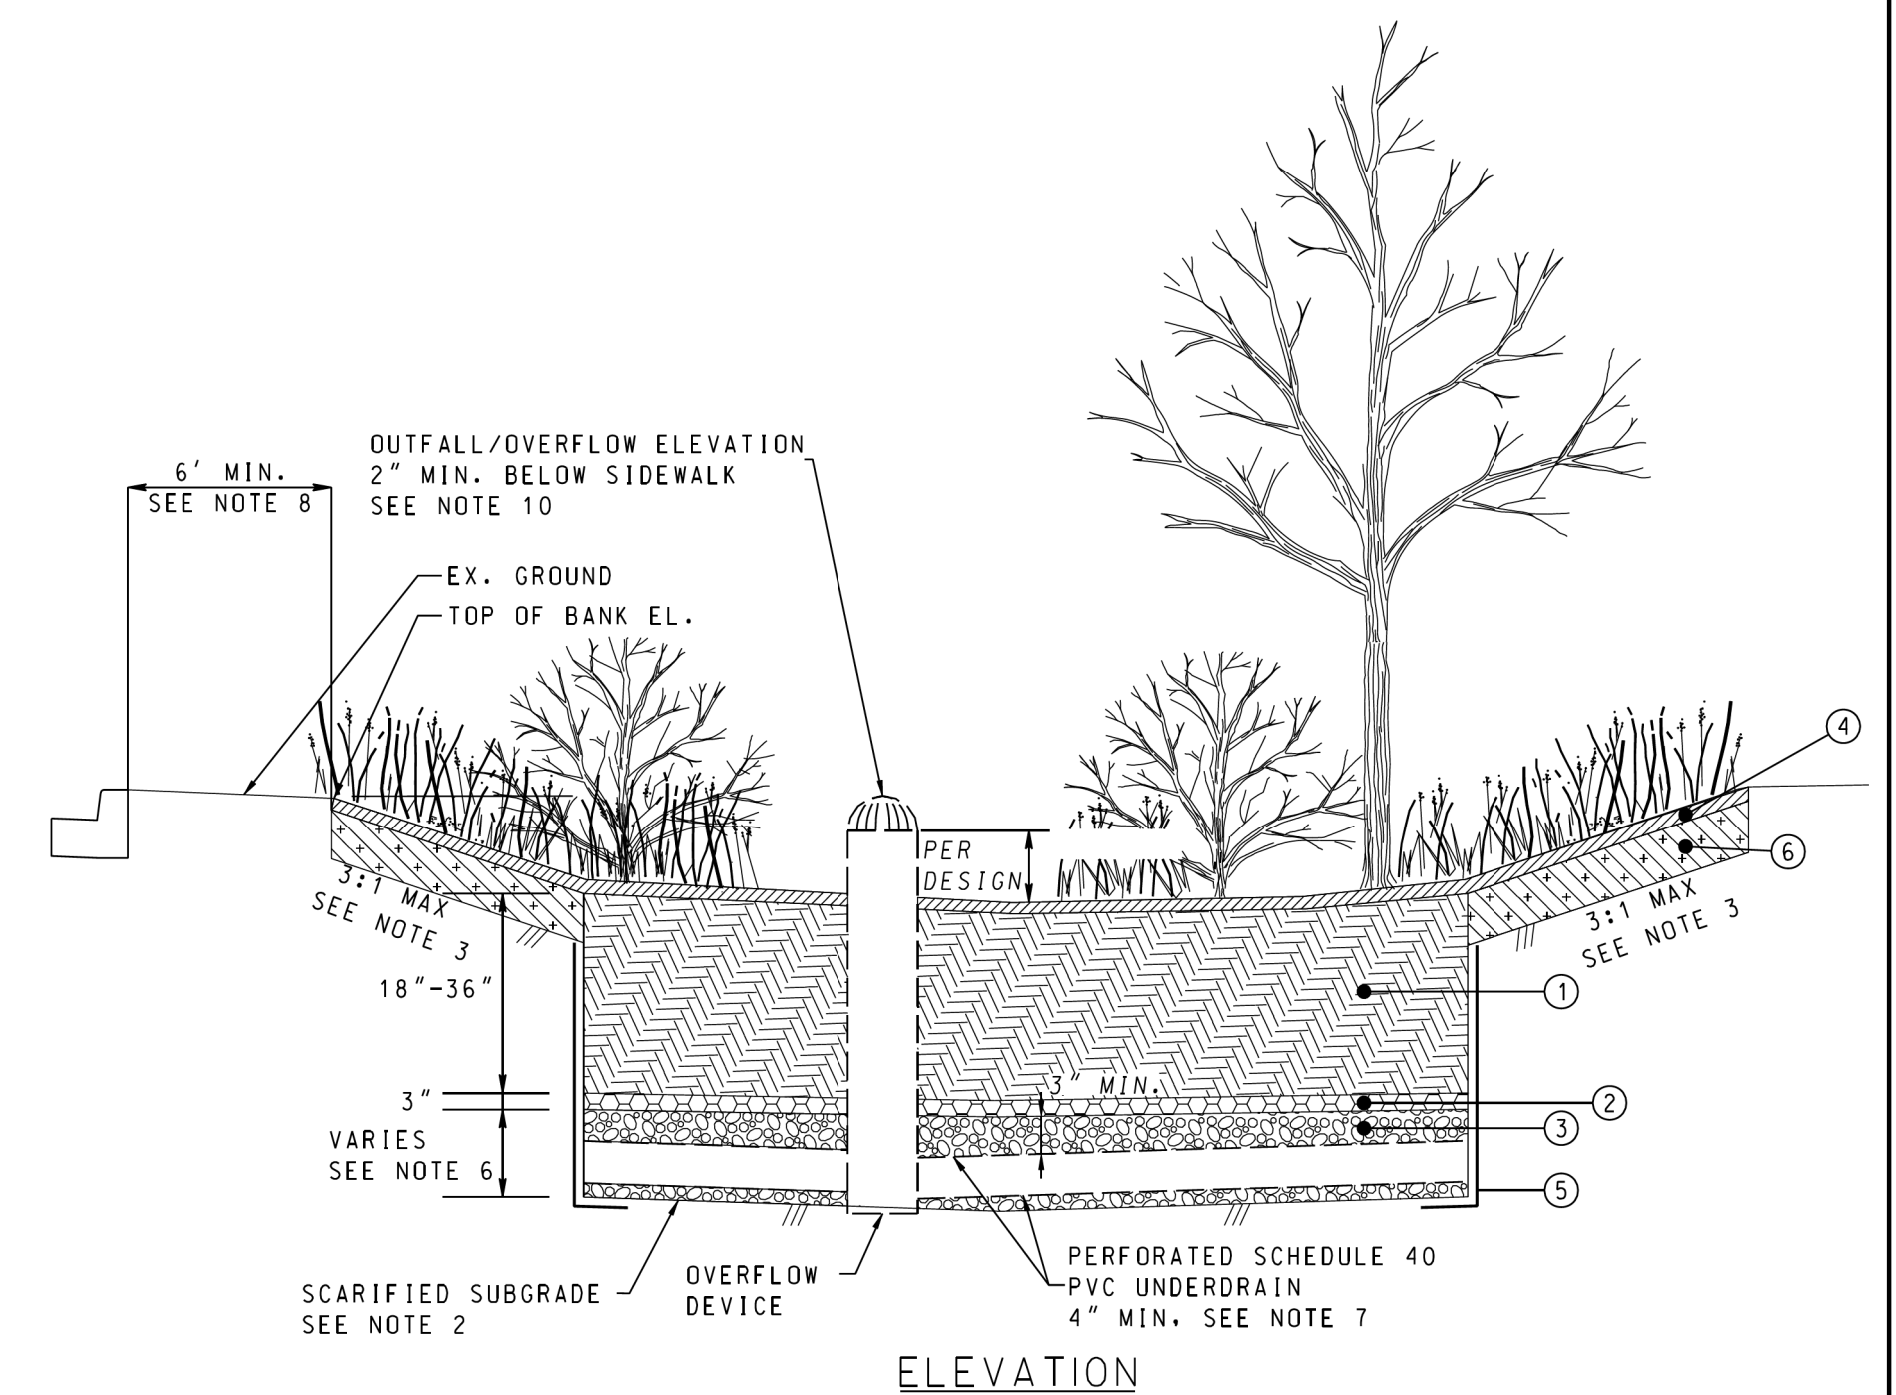 OUTFALL/OVERFLOW ELEVATION
2" MIN. BELOW SIDEWALK
SEE NOTE 10
6' MIN.
SEE NOTE 8
EX. GROUND
TOP OF BANK EL.
4
6
PER
DESIGN
3:1 MAX
SEE NOTE 3
3:1 MAX
SEE NOTE 3
18"-36"
1
3" MIN.
3"
2
3
VARIES
SEE NOTE 6
5
PERFORATED SCHEDULE 40
PVC UNDERDRAIN
4" MIN. SEE NOTE 7
OVERFLOW
DEVICE
SCARIFIED SUBGRADE
SEE NOTE 2
ELEVATION